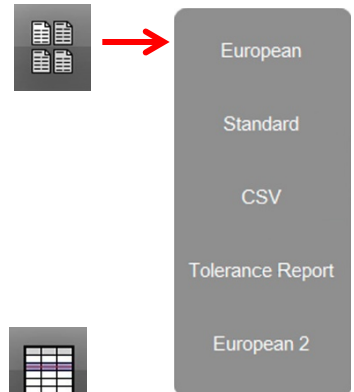 European
Standard
CSV
Tolerance Report
European 2